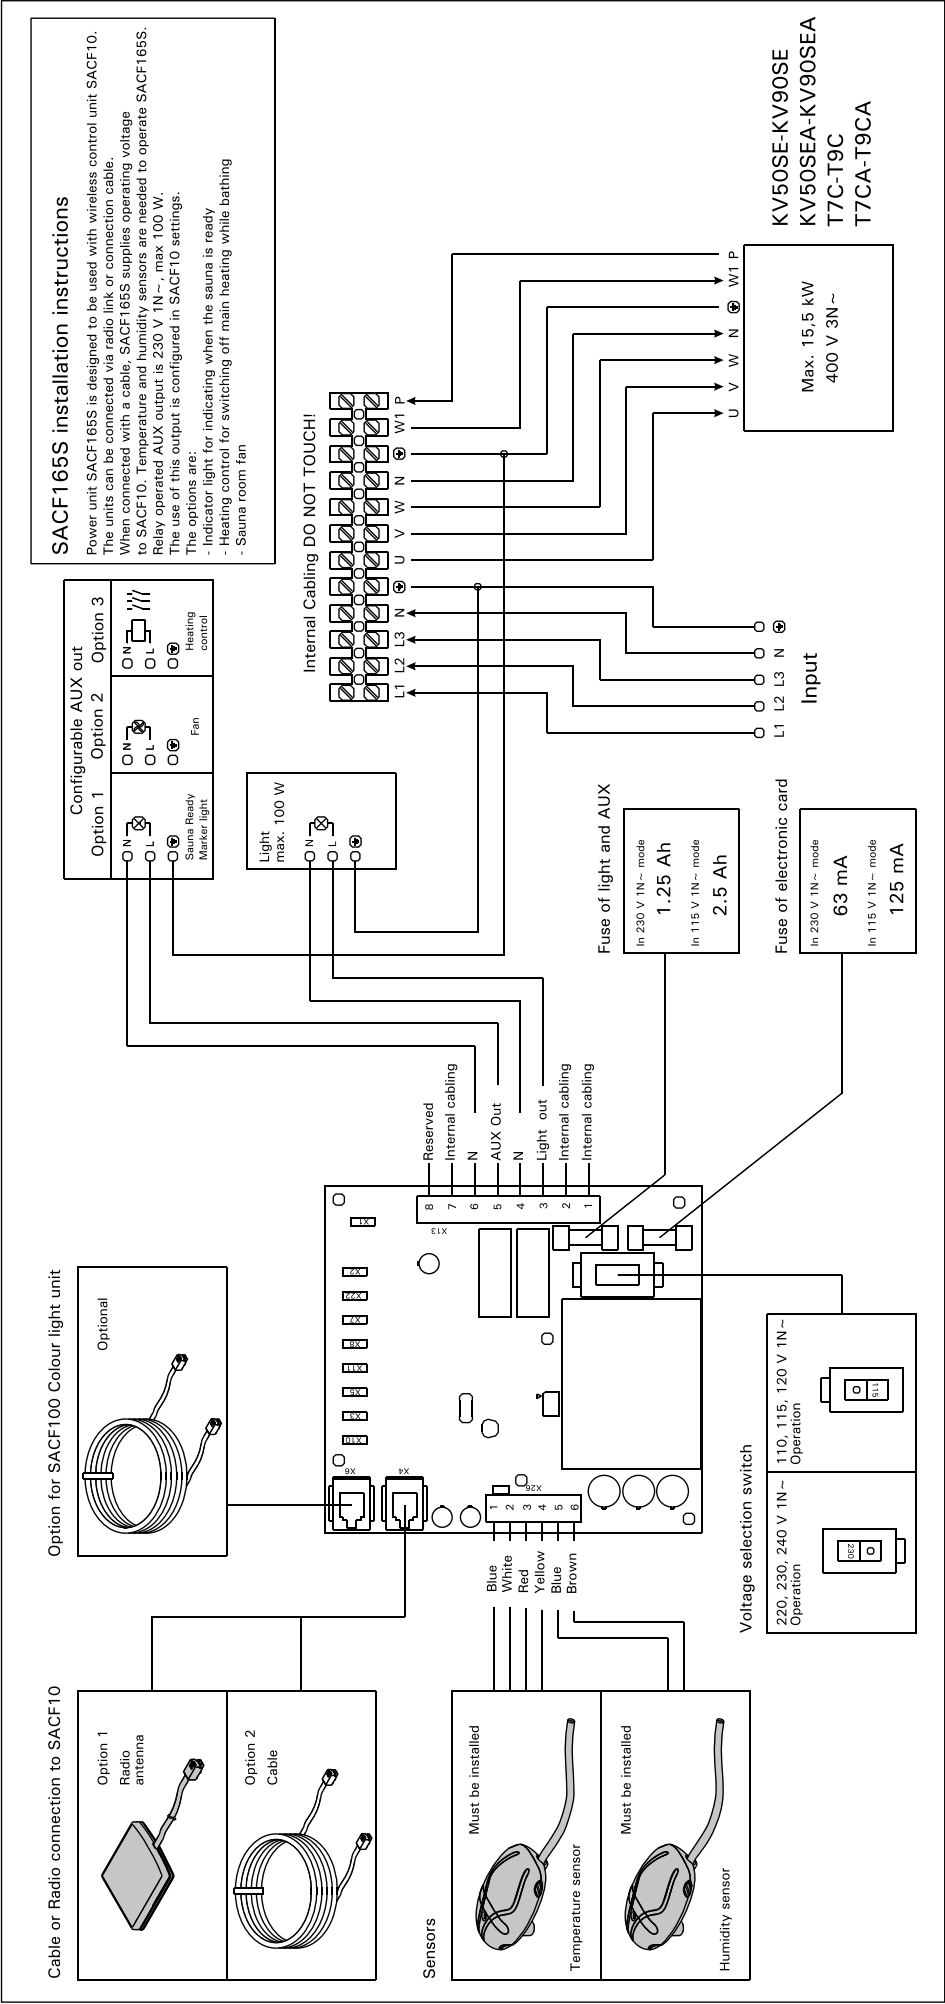 Cable or Radio connection to SACF10
Option 1
Radio
antenna
Option 2
Cable
Option for SACF100 Colour light unit
Optional
Configurable AUX out
Option 1
Option 2
Option 3
N
L
Sauna Ready
Marker light
N
L
Fan
N
L
Heating
control
SACF165S installation instructions
Power unit SACF165S is designed to be used with wireless control unit SACF10.
The units can be connected via radio link or connection cable.
When connected with a cable, SACF165S supplies operating voltage
to SACF10. Temperature and humidity sensors are needed to operate SACF165S.
Relay operated AUX output is 230 V 1N~, max 100 W.
The use of this output is configured in SACF10 settings.
The options are:
- Indicator light for indicating when the sauna is ready
- Heating control for switching off main heating while bathing
- Sauna room fan
Light
max. 100 W
N
L
Internal Cabling DO NOT TOUCH!
L1 L2 L3 N U V W N W1 P
Sensors
Must be installed
Temperature sensor
Must be installed
Humidity sensor
Blue
White
Red
Yellow
Blue
Brown
1
2
3
4
5
6
X26
X6
X4
X10
X3
X5
X11
X8
X7
X22
X2
X1
X13
8
7
6
5
4
3
2
1
Reserved
Internal cabling
N
AUX Out
N
Light out
Internal cabling
Internal cabling
Fuse of light and AUX
In 230 V 1N~ mode
1.25 Ah
In 115 V 1N~ mode
2.5 Ah
Fuse of electronic card
In 230 V 1N~ mode
63 mA
In 115 V 1N~ mode
125 mA
Voltage selection switch
220, 230, 240 V 1N~
Operation
230
110, 115, 120 V 1N~
Operation
115
L1 L2 L3 N
Input
U V W N W1 P
Max. 15,5 kW
400 V 3N~
KV50SE-KV90SE
KV50SEA-KV90SEA
T7C-T9C
T7CA-T9CA